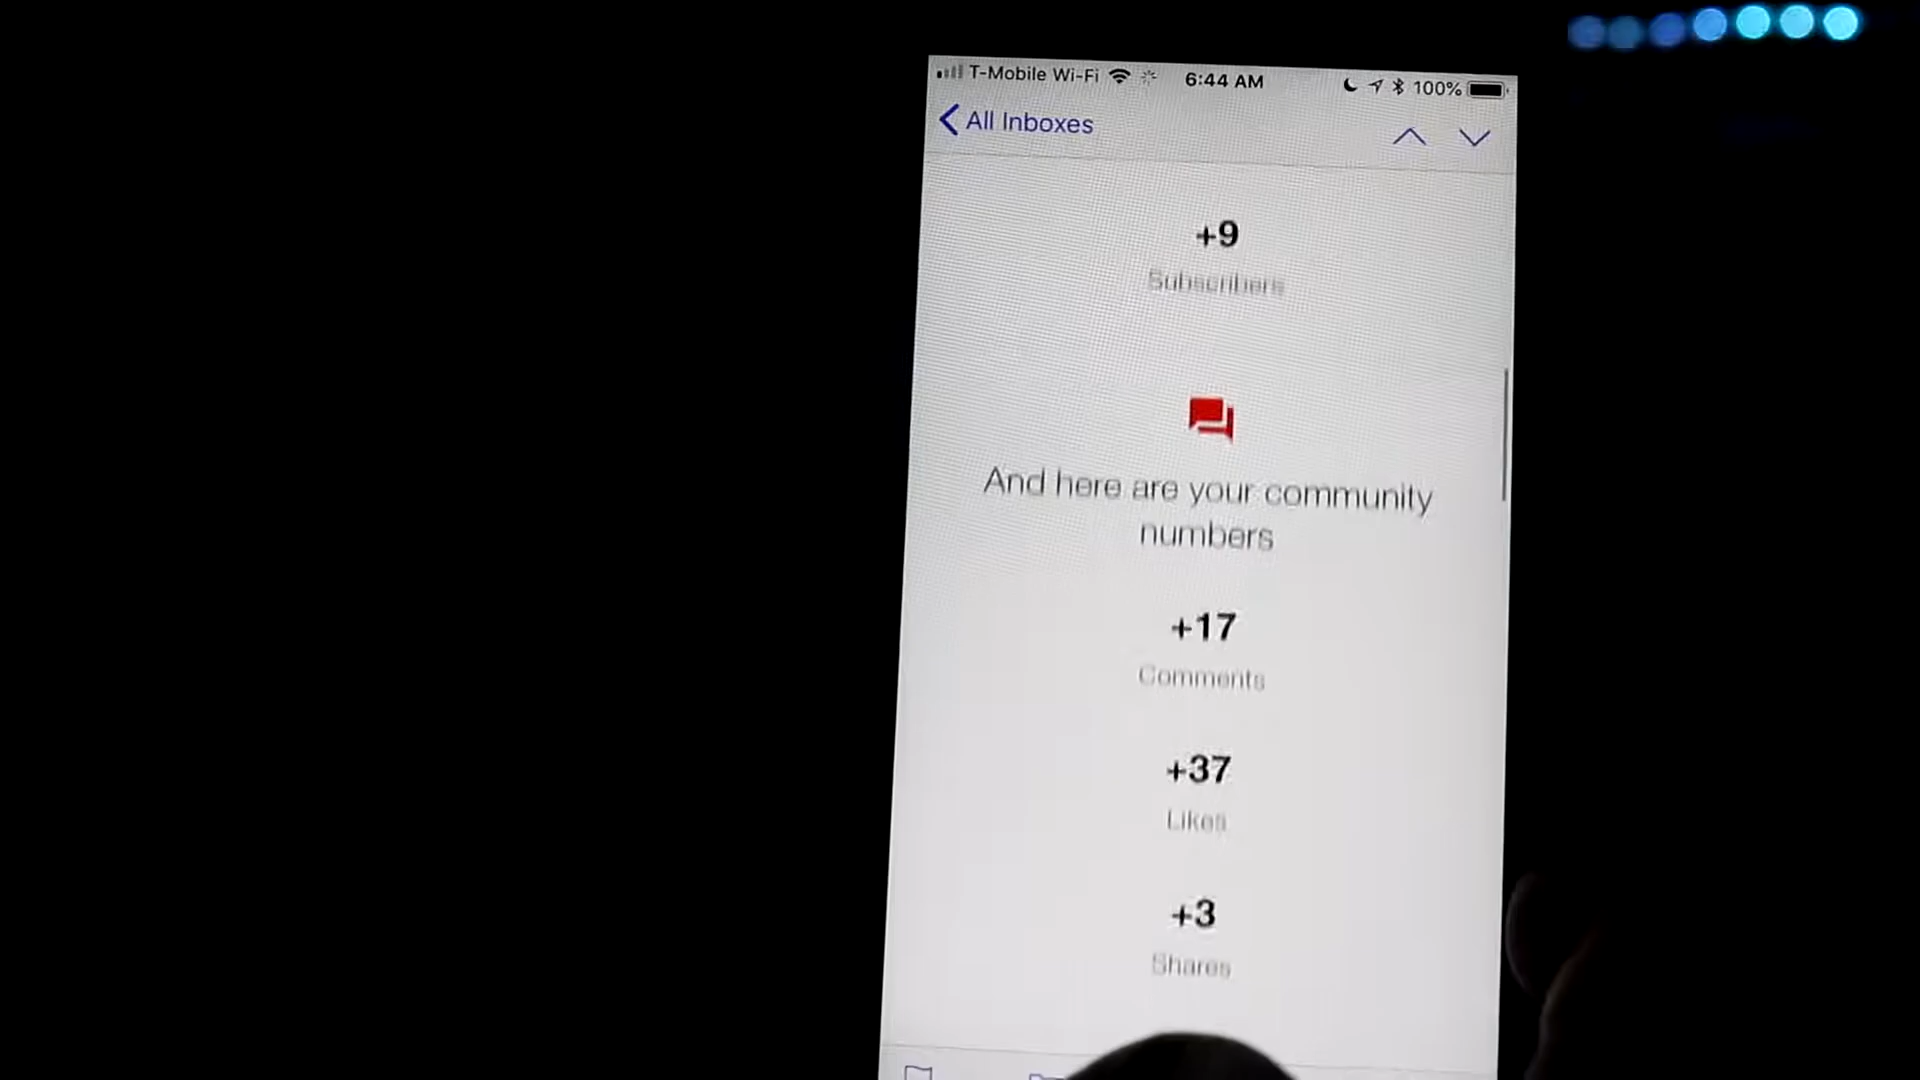 T-Mobile Wi-Fi 6:44 AM 100%
All Inboxes
+9
Subscribers
And here are your community
numbers
+17
Comments
+37
Likes
+3
Shares